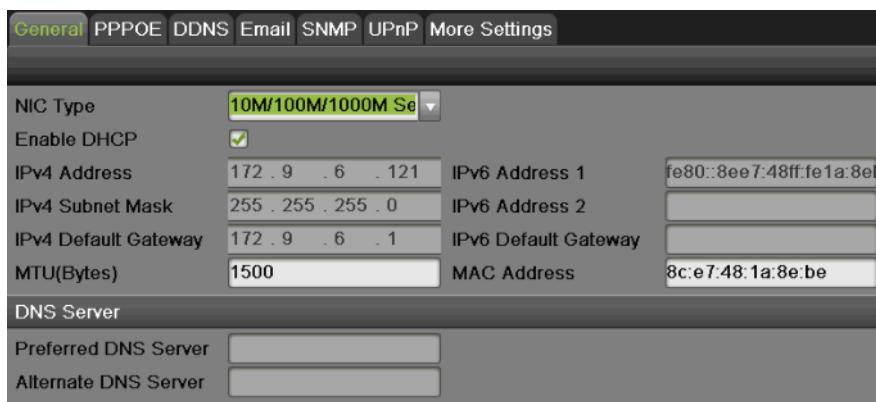 General PPPOE DDNS Email SNMP UPnP More Settings
NIC Type 10M/100M/1000M Se
Enable DHCP
IPv4 Address 172 . 9 . 6 . 121 IPv6 Address 1 fe80::8ee7:48ff:fe1a:8e
IPv4 Subnet Mask 255 . 255 . 255 . 0 IPv6 Address 2
IPv4 Default Gateway 172 . 9 . 6 . 1 IPv6 Default Gateway
MTU(Bytes) 1500 MAC Address 8c:e7:48:1a:8e:be
DNS Server
Preferred DNS Server
Alternate DNS Server